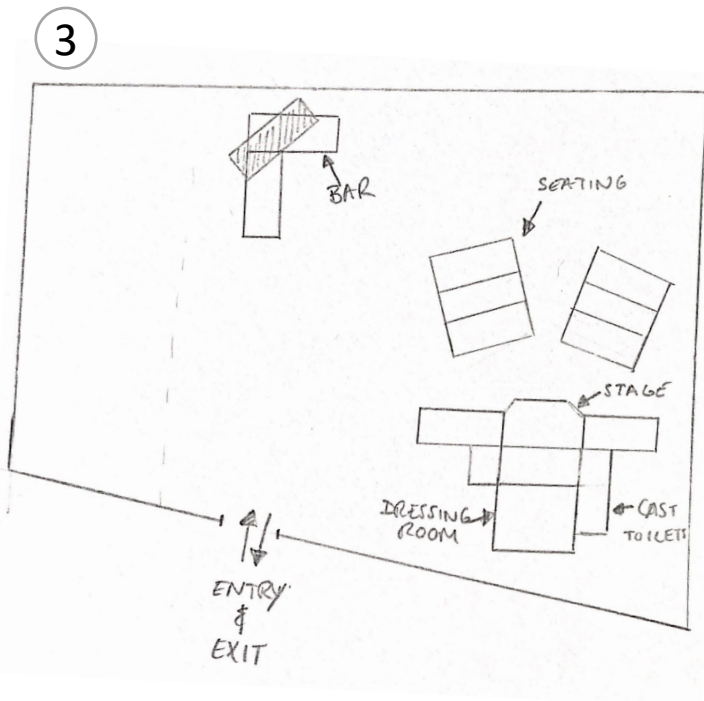 3
BAR
SEATING
STAGE
DRESSING
ROOM
CAST
TOILETS
ENTRY
&
EXIT